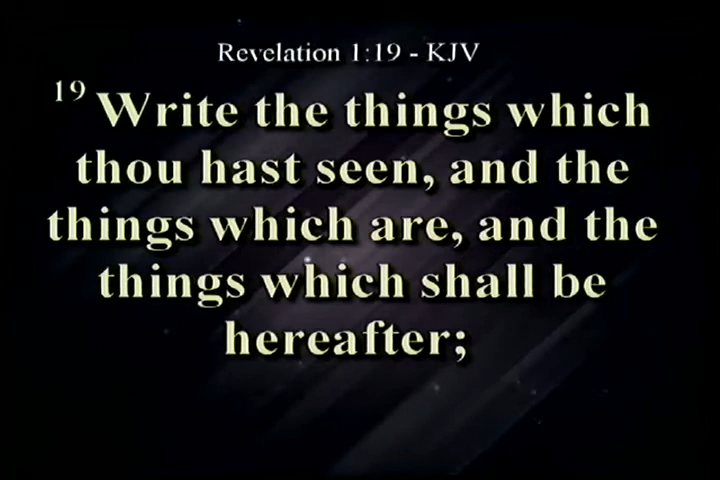 Revelation 1:19 - KJV
19 Write the things which
thou hast seen, and the
things which are, and the
things which shall be
hereafter;